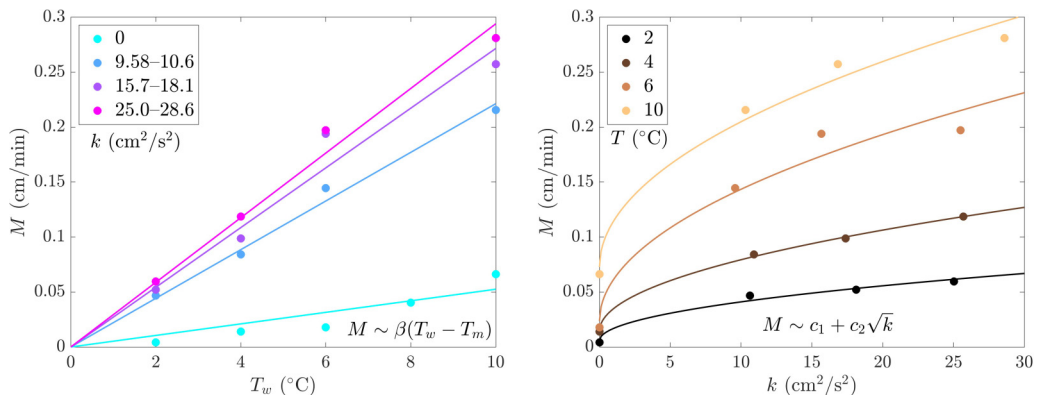 0.3
0.25
0.2
0.15
0.1
0.05
0
M (cm/min)
0
9.58–10.6
15.7–18.1
25.0–28.6
k (cm²/s²)
M ∼ β(T_w − T_m)
0 2 4 6 8 10
T_w (°C)
0.3
0.25
0.2
0.15
0.1
0.05
0
M (cm/min)
2
4
6
10
T (°C)
M ∼ c₁ + c₂√k
0 5 10 15 20 25 30
k (cm²/s²)